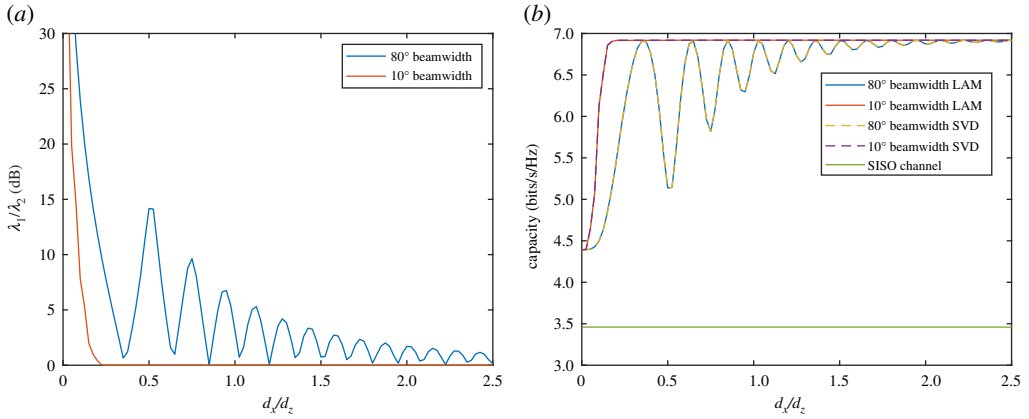 (a)
30
25
20
15
10
5
0
λ1/λ2 (dB)
80° beamwidth
10° beamwidth
0 0.5 1.0 1.5 2.0 2.5
dx/dz
(b)
7.0
6.5
6.0
5.5
5.0
4.5
4.0
3.5
3.0
capacity (bits/s/Hz)
80° beamwidth LAM
10° beamwidth LAM
80° beamwidth SVD
10° beamwidth SVD
SISO channel
0 0.5 1.0 1.5 2.0 2.5
dx/dz